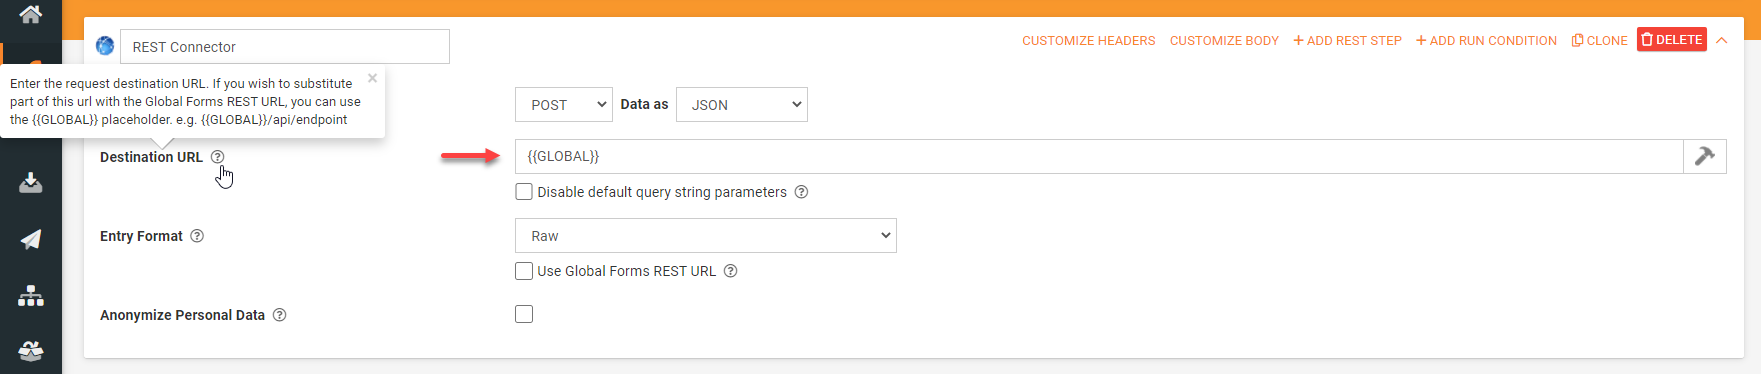 REST Connector
CUSTOMIZE HEADERS CUSTOMIZE BODY + ADD REST STEP + ADD RUN CONDITION CLONE DELETE
Enter the request destination URL. If you wish to substitute
part of this url with the Global Forms REST URL, you can use
the {{GLOBAL}} placeholder. e.g. {{GLOBAL}}/api/endpoint
×
POST Data as JSON
Destination URL ? {{GLOBAL}}
Disable default query string parameters ?
Entry Format ? Raw
Use Global Forms REST URL ?
Anonymize Personal Data ?